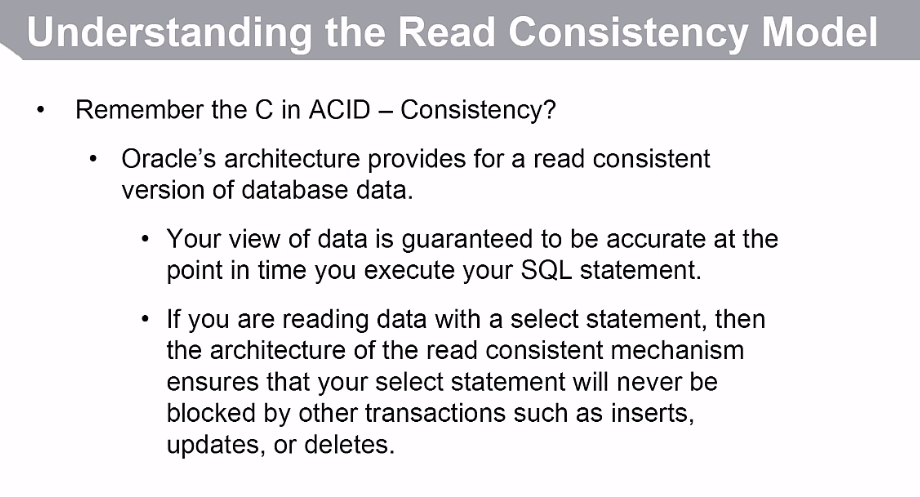 Understanding the Read Consistency Model
• Remember the C in ACID – Consistency?
• Oracle’s architecture provides for a read consistent
version of database data.
• Your view of data is guaranteed to be accurate at the
point in time you execute your SQL statement.
• If you are reading data with a select statement, then
the architecture of the read consistent mechanism
ensures that your select statement will never be
blocked by other transactions such as inserts,
updates, or deletes.